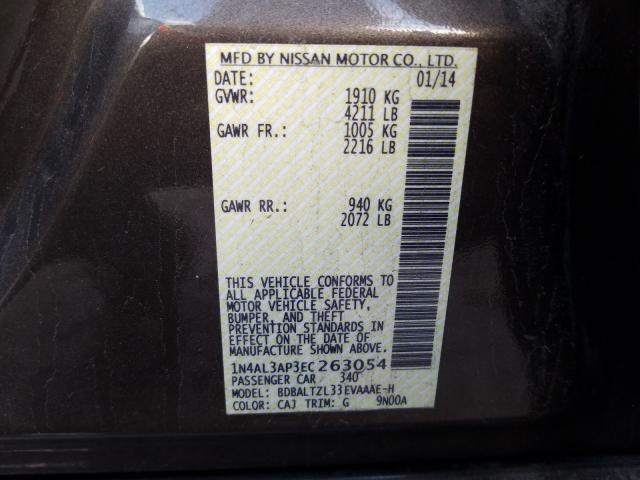 MFD BY NISSAN MOTOR CO., LTD.
DATE: 01/14
GVWR: 1910 KG
4211 LB
GAWR FR.: 1005 KG
2216 LB
GAWR RR.: 940 KG
2072 LB
THIS VEHICLE CONFORMS TO
ALL APPLICABLE FEDERAL
MOTOR VEHICLE SAFETY,
BUMPER, AND THEFT
PREVENTION STANDARDS IN
EFFECT ON THE DATE OF
MANUFACTURE SHOWN ABOVE.
1N4AL3AP3EC263054
PASSENGER CAR 340
MODEL: BDBALTZL33EVAAAE-H
COLOR: CAJ TRIM: G 9N00A